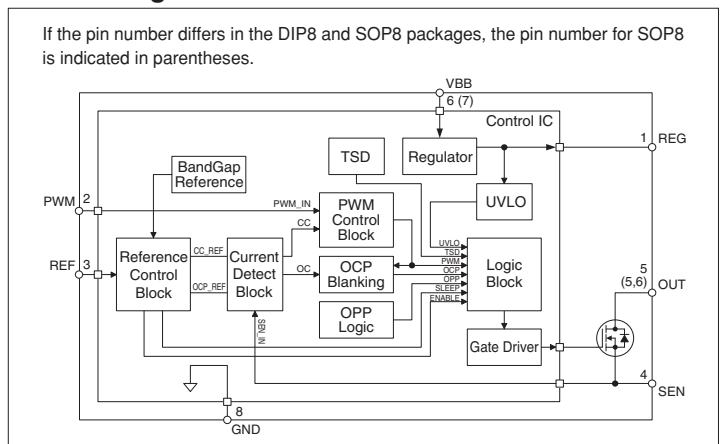 If the pin number differs in the DIP8 and SOP8 packages, the pin number for SOP8
is indicated in parentheses.
VBB
6 (7)
Control IC
1
REG
BandGap
Reference
TSD
Regulator
UVLO
PWM
2
PWM_IN
CC
PWM
Control
Block
REF
3
Reference
Control
Block
CC_REF
OCP_REF
Current
Detect
Block
OC
OCP
Blanking
OPP
Logic
UVLO
TSD
PWM
OCP
OPP
SLEEP
ENABLE
Logic
Block
5
(5,6)
OUT
SEN_IN
Gate Driver
4
SEN
8
GND